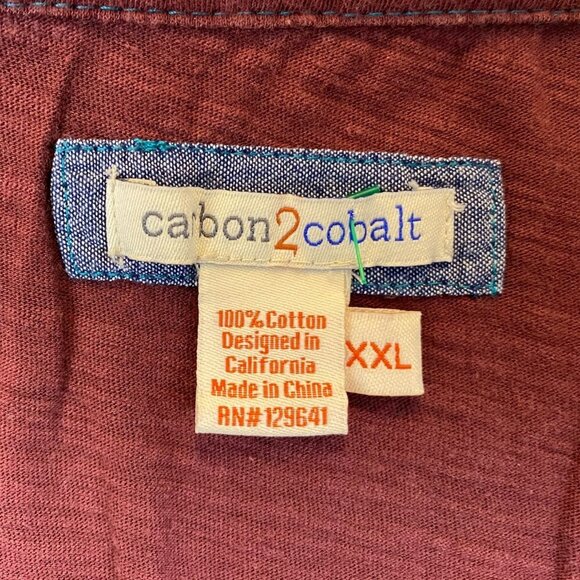 carbon2cobalt
100% Cotton
Designed in
California
Made in China
RN#129641
XXL